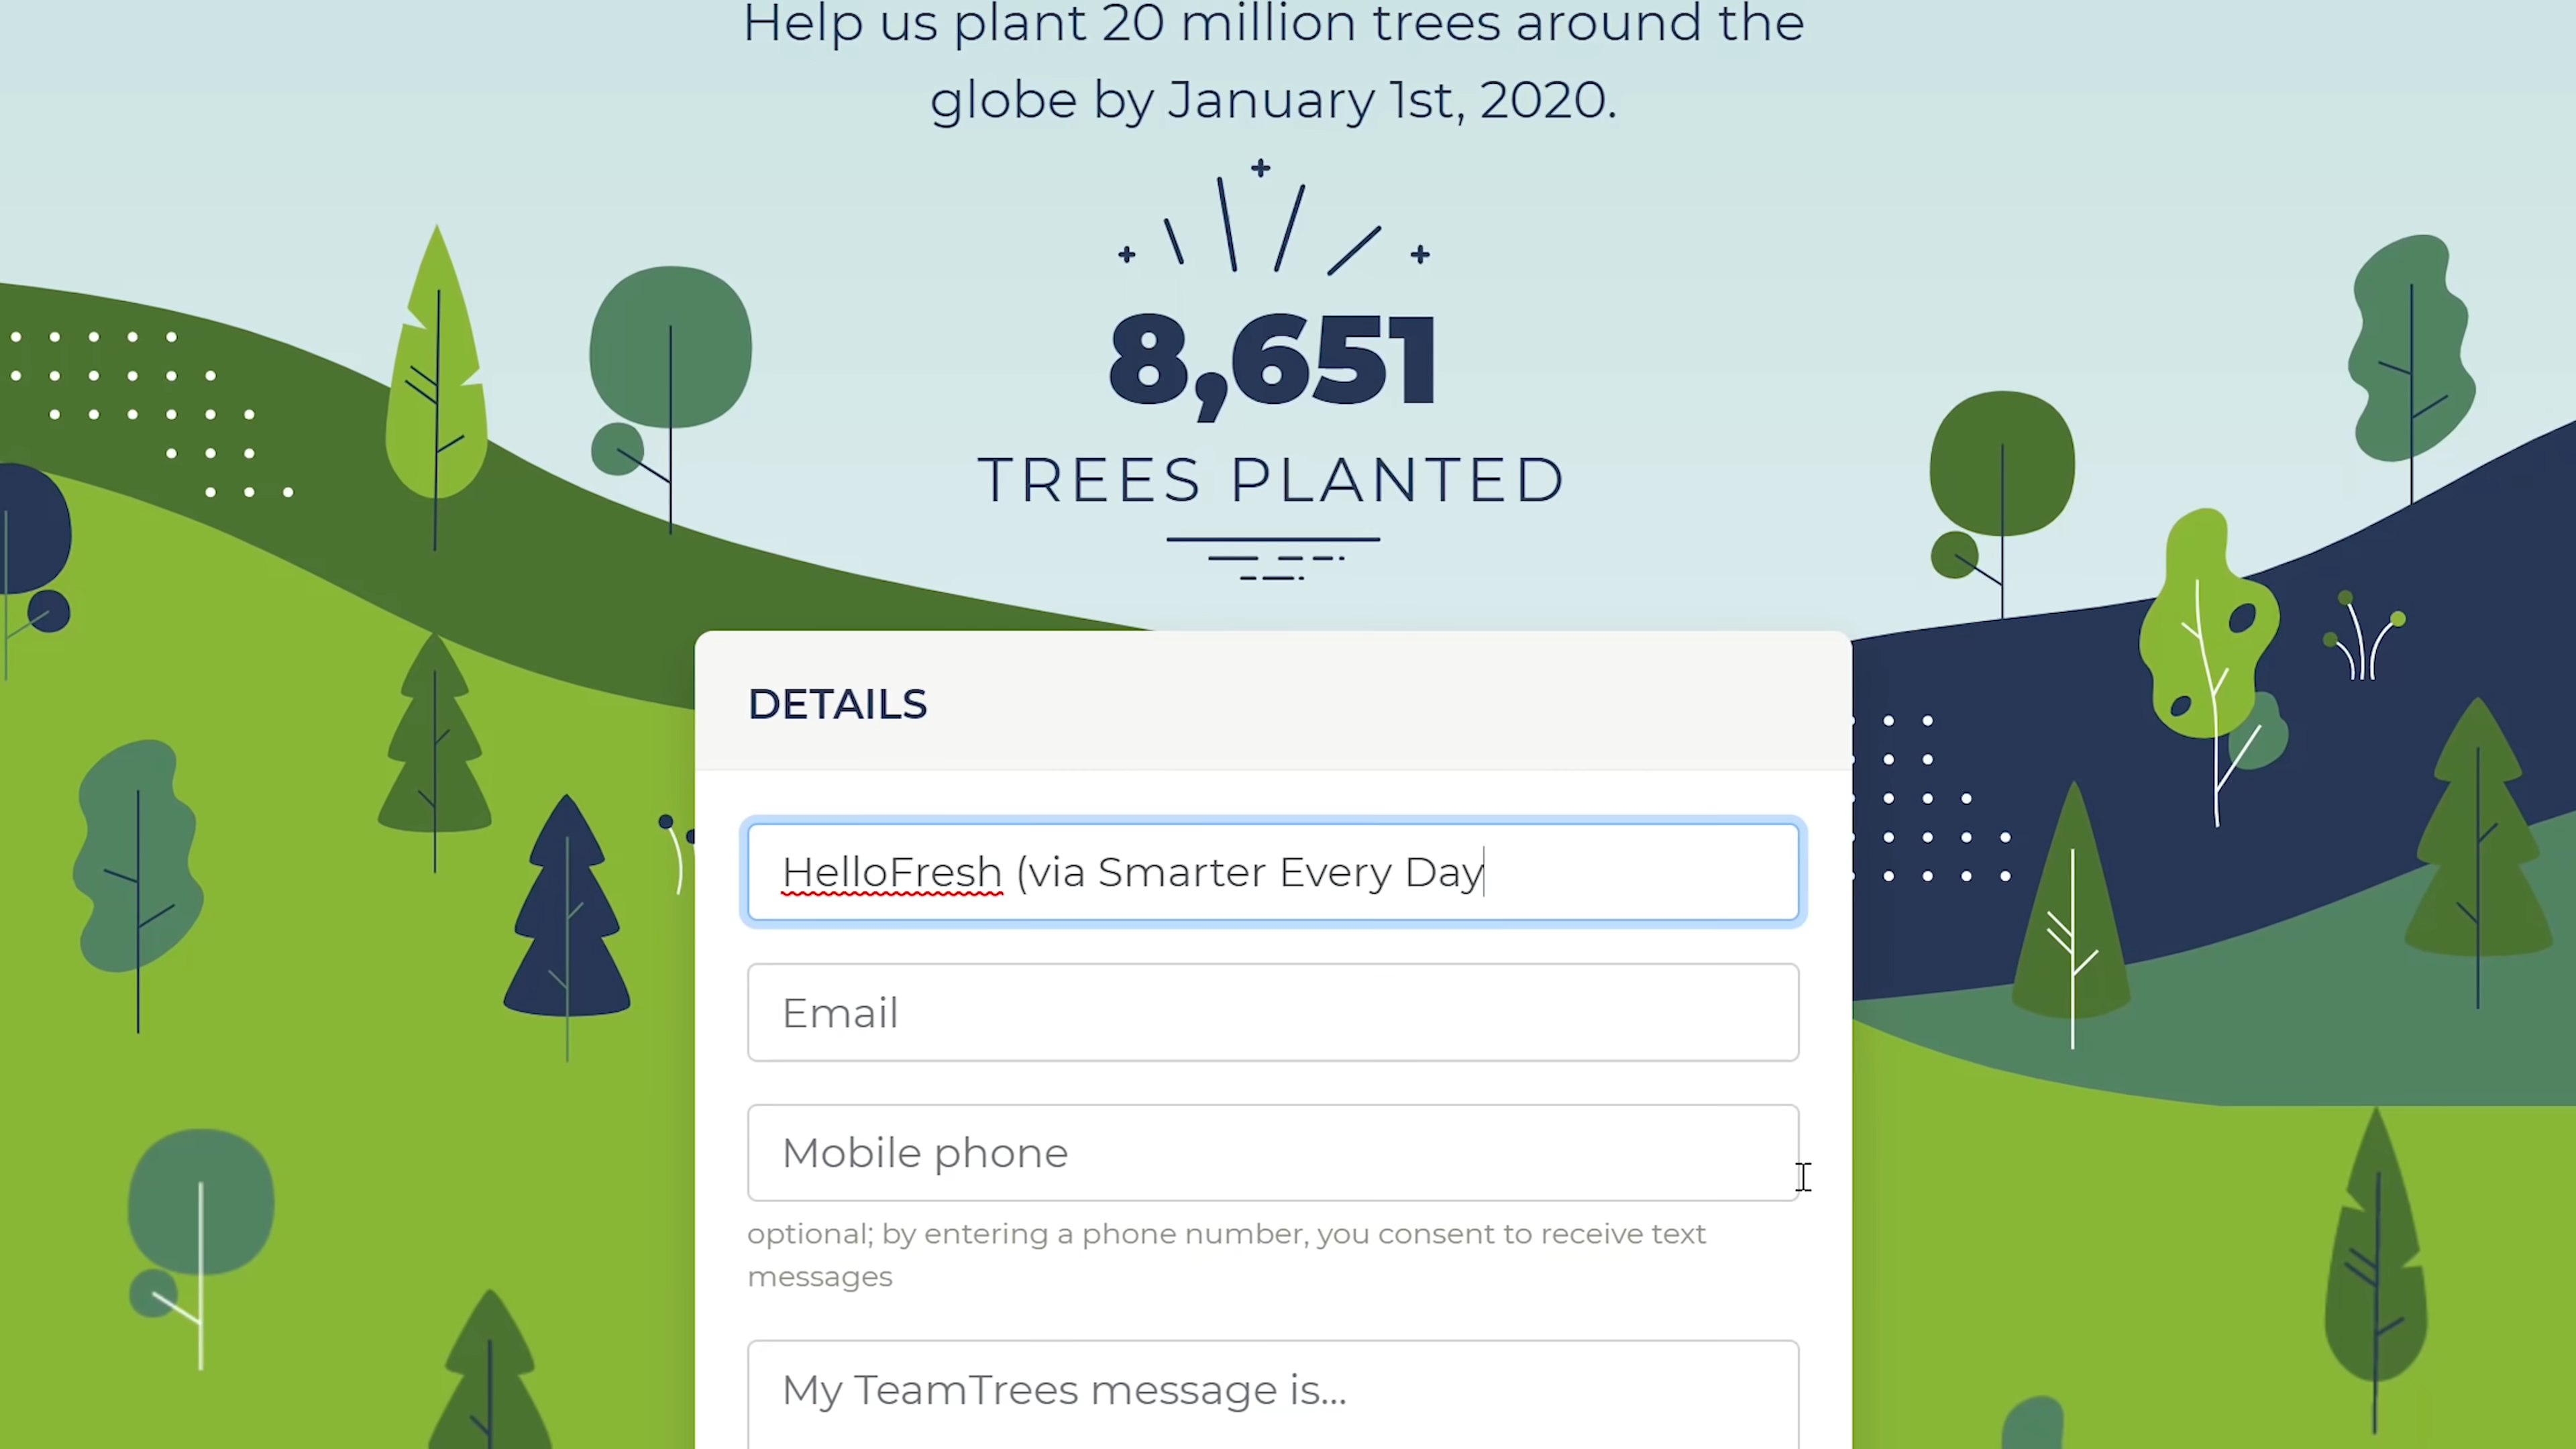 Help us plant 20 million trees around the
globe by January 1st, 2020.
8,651
TREES PLANTED
DETAILS
HelloFresh (via Smarter Every Day
Email
Mobile phone
optional; by entering a phone number, you consent to receive text
messages
My TeamTrees message is...